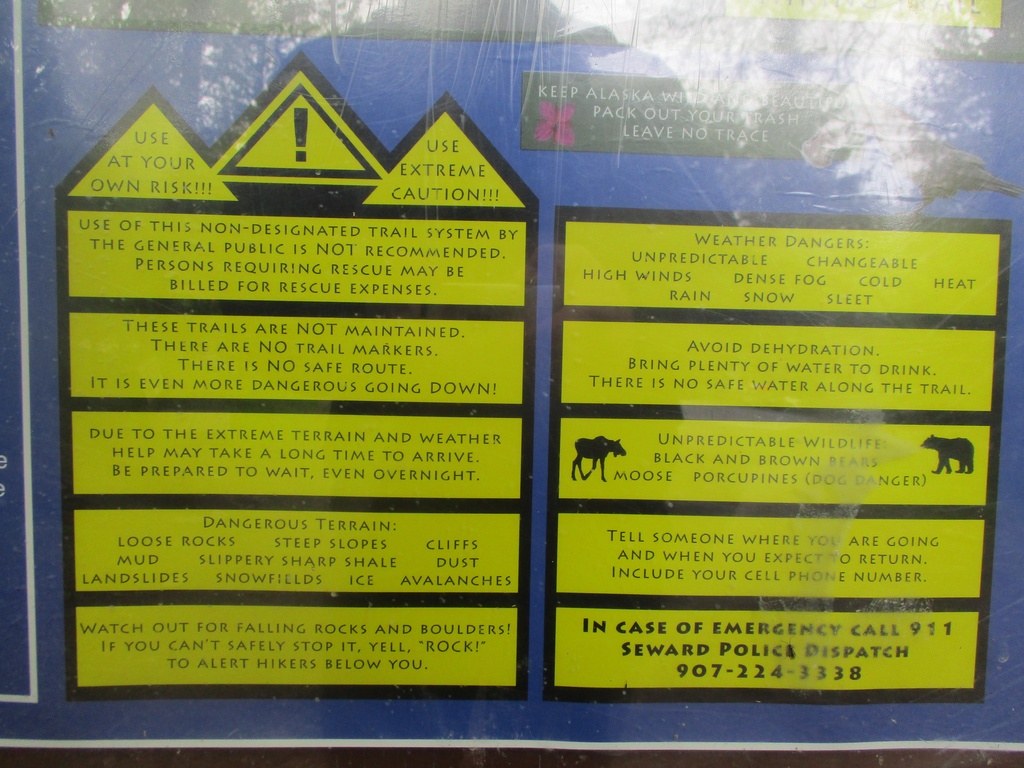 KEEP ALASKA WILD AND BEAUTIFUL
PACK OUT YOUR TRASH
LEAVE NO TRACE
USE
AT YOUR
OWN RISK!!!
!
USE
EXTREME
CAUTION!!!
USE OF THIS NON-DESIGNATED TRAIL SYSTEM BY
THE GENERAL PUBLIC IS NOT RECOMMENDED.
PERSONS REQUIRING RESCUE MAY BE
BILLED FOR RESCUE EXPENSES.
THESE TRAILS ARE NOT MAINTAINED.
THERE ARE NO TRAIL MARKERS.
THERE IS NO SAFE ROUTE.
IT IS EVEN MORE DANGEROUS GOING DOWN!
DUE TO THE EXTREME TERRAIN AND WEATHER
HELP MAY TAKE A LONG TIME TO ARRIVE.
BE PREPARED TO WAIT, EVEN OVERNIGHT.
DANGEROUS TERRAIN:
LOOSE ROCKS STEEP SLOPES CLIFFS
MUD SLIPPERY SHARP SHALE DUST
LANDSLIDES SNOWFIELDS ICE AVALANCHES
WATCH OUT FOR FALLING ROCKS AND BOULDERS!
IF YOU CAN'T SAFELY STOP IT, YELL, "ROCK!"
TO ALERT HIKERS BELOW YOU.
WEATHER DANGERS:
UNPREDICTABLE CHANGEABLE
HIGH WINDS DENSE FOG COLD HEAT
RAIN SNOW SLEET
AVOID DEHYDRATION.
BRING PLENTY OF WATER TO DRINK.
THERE IS NO SAFE WATER ALONG THE TRAIL.
UNPREDICTABLE WILDLIFE:
BLACK AND BROWN BEARS
MOOSE PORCUPINES (DOG DANGER)
TELL SOMEONE WHERE YOU ARE GOING
AND WHEN YOU EXPECT TO RETURN.
INCLUDE YOUR CELL PHONE NUMBER.
IN CASE OF EMERGENCY CALL 911
SEWARD POLICE DISPATCH
907-224-3338